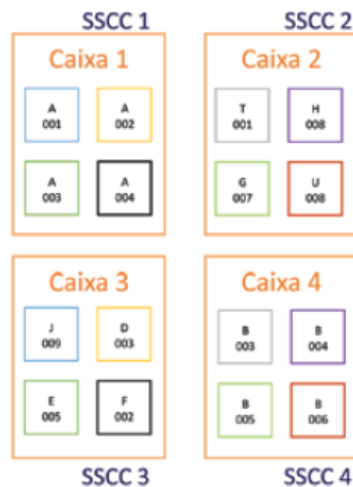 SSCC 1
SSCC 2
Caixa 1
Caixa 2
A
001
A
002
T
001
H
008
A
003
A
004
G
007
U
008
Caixa 3
Caixa 4
J
009
D
003
B
003
B
004
E
005
F
002
B
005
B
006
SSCC 3
SSCC 4